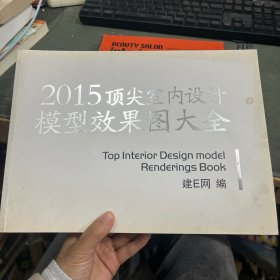 BEAUTY SALON
2015顶尖室内设计
模型效果图大全
Top Interior Design model
Renderings Book
建E网 编